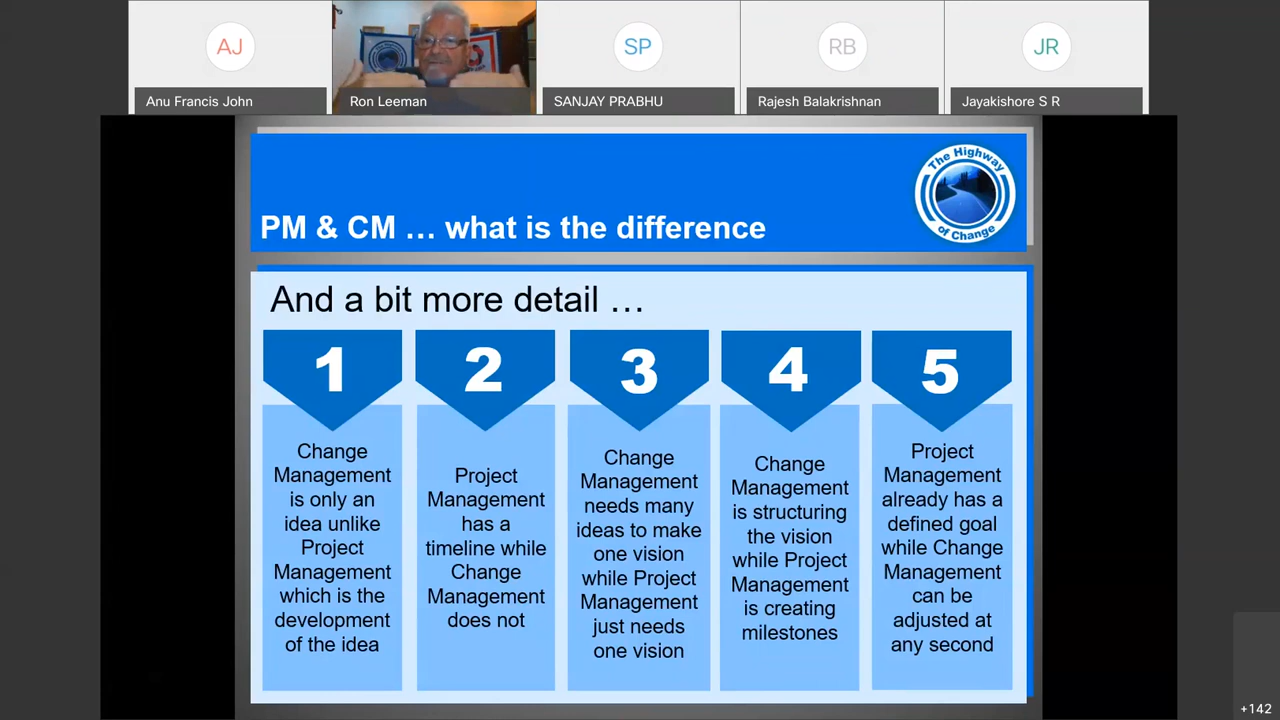 AJ
SP
RB
JR
Anu Francis John
Ron Leeman
SANJAY PRABHU
Rajesh Balakrishnan
Jayakishore S R
The Highway
of Change
PM & CM ... what is the difference
And a bit more detail ...
1
Change
Management
is only an
idea unlike
Project
Management
which is the
development
of the idea
2
Project
Management
has a
timeline while
Change
Management
does not
3
Change
Management
needs many
ideas to make
one vision
while Project
Management
just needs
one vision
4
Change
Management
is structuring
the vision
while Project
Management
is creating
milestones
5
Project
Management
already has a
defined goal
while Change
Management
can be
adjusted at
any second
+142